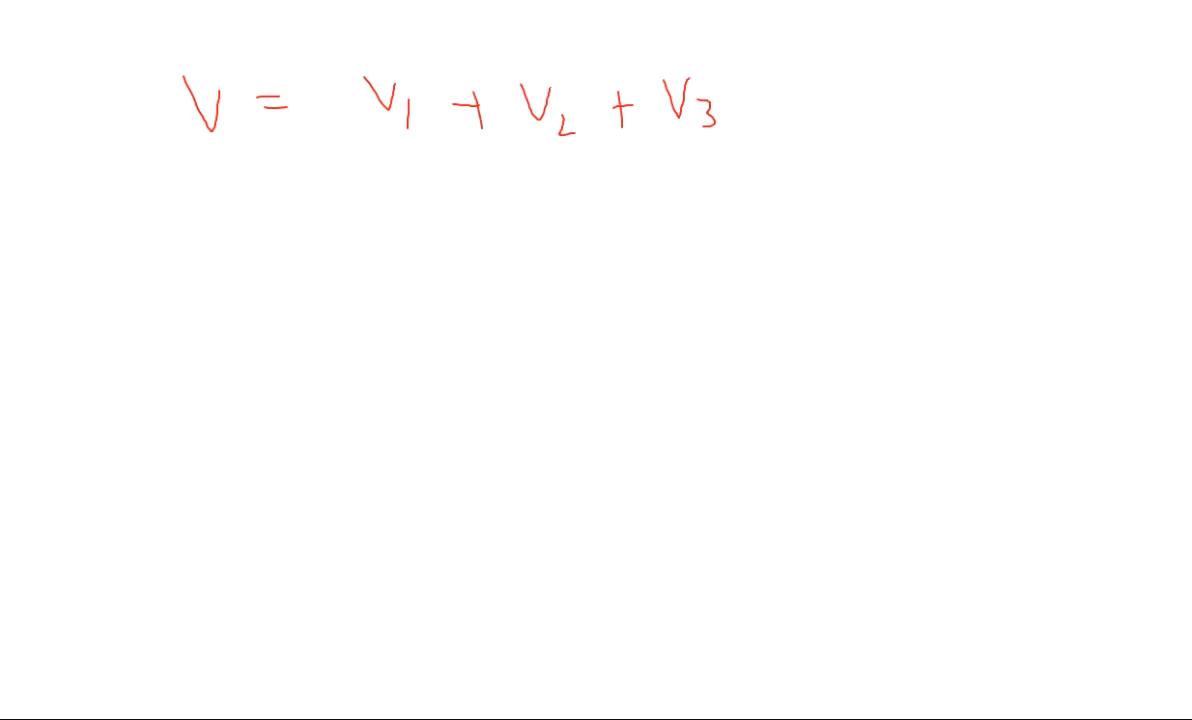 V = V₁ + V₂ + V₃